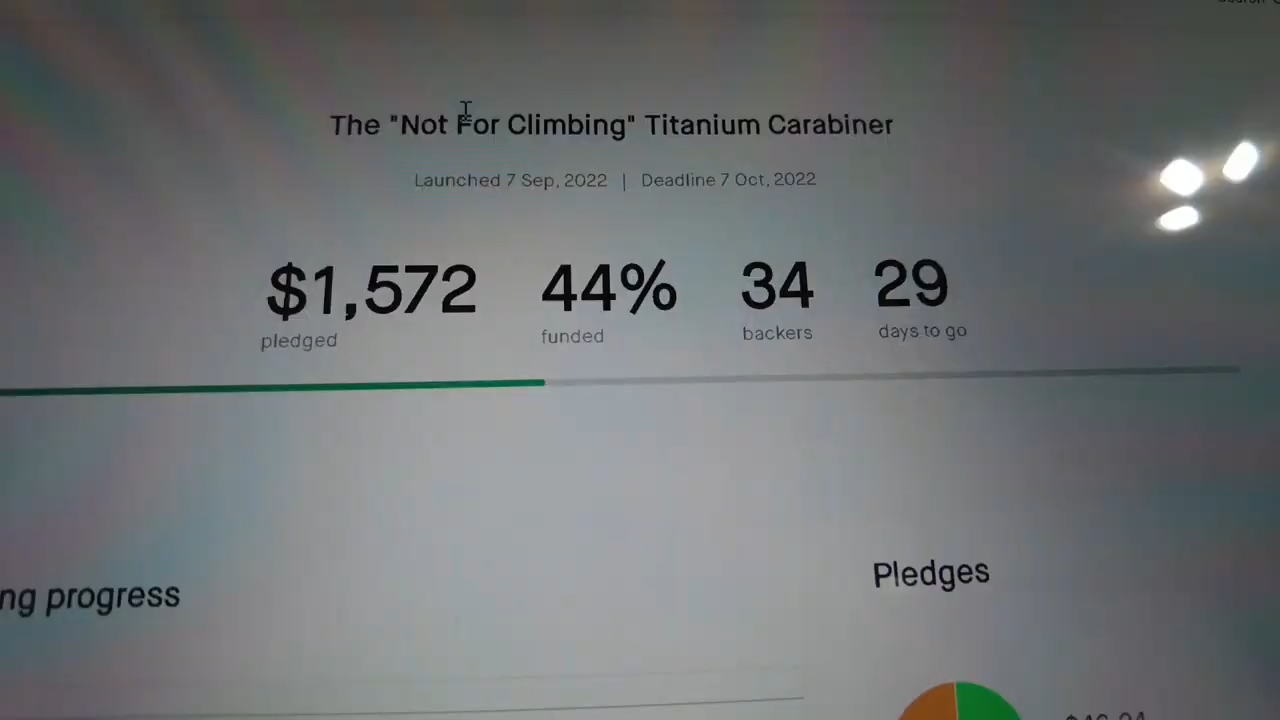 The "Not For Climbing" Titanium Carabiner
Launched 7 Sep, 2022 | Deadline 7 Oct, 2022
$1,572 44% 34 29
pledged funded backers days to go
ng progress
Pledges